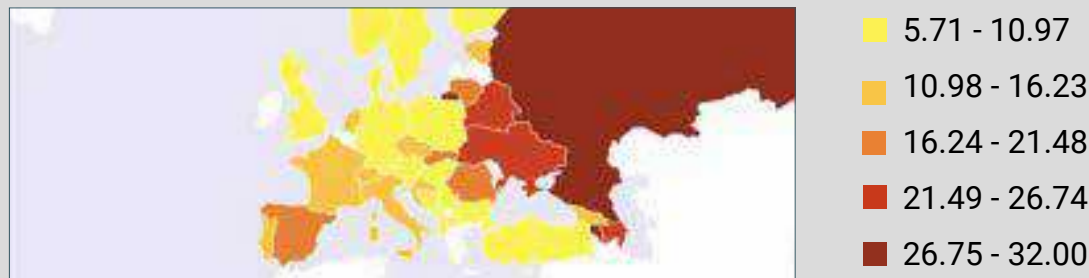 5.71 - 10.97
10.98 - 16.23
16.24 - 21.48
21.49 - 26.74
26.75 - 32.00